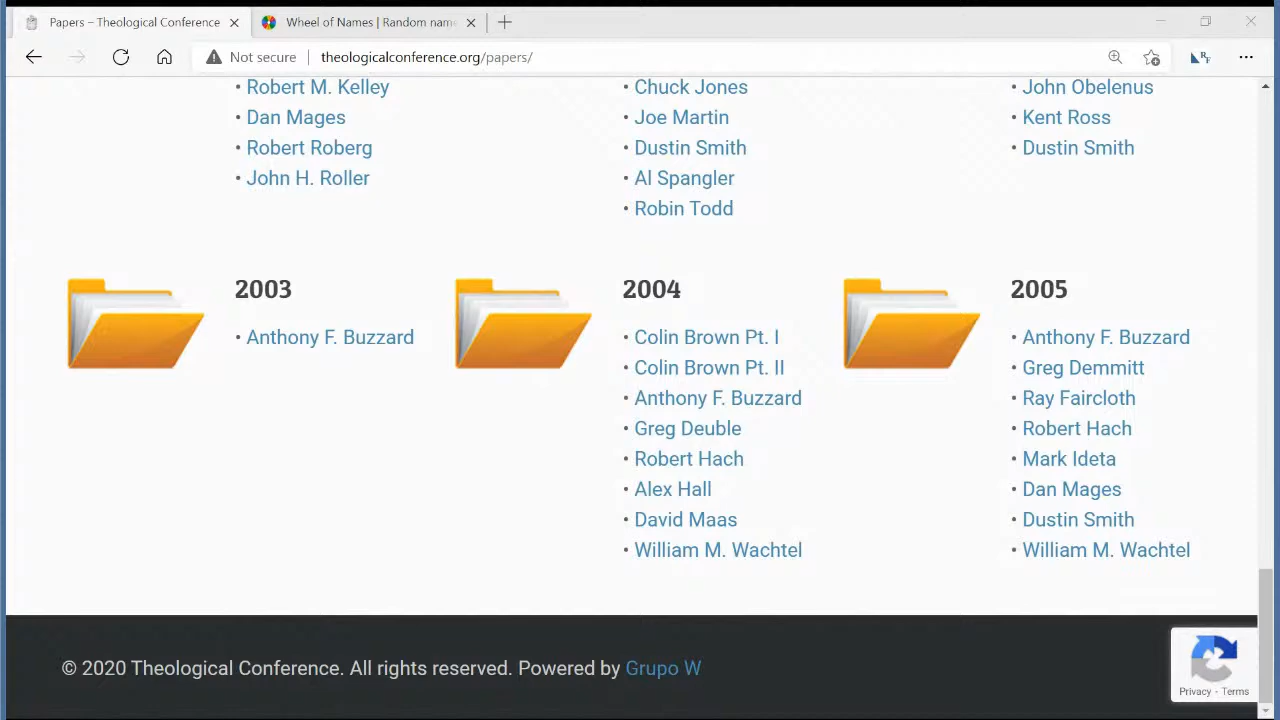 Papers – Theological Conference
Wheel of Names | Random name
Not secure
theologicalconference.org/papers/
• Robert M. Kelley
• Dan Mages
• Robert Roberg
• John H. Roller
• Chuck Jones
• Joe Martin
• Dustin Smith
• Al Spangler
• Robin Todd
• John Obelenus
• Kent Ross
• Dustin Smith
2003
• Anthony F. Buzzard
2004
• Colin Brown Pt. I
• Colin Brown Pt. II
• Anthony F. Buzzard
• Greg Deuble
• Robert Hach
• Alex Hall
• David Maas
• William M. Wachtel
2005
• Anthony F. Buzzard
• Greg Demmitt
• Ray Faircloth
• Robert Hach
• Mark Ideta
• Dan Mages
• Dustin Smith
• William M. Wachtel
© 2020 Theological Conference. All rights reserved. Powered by Grupo W
Privacy - Terms